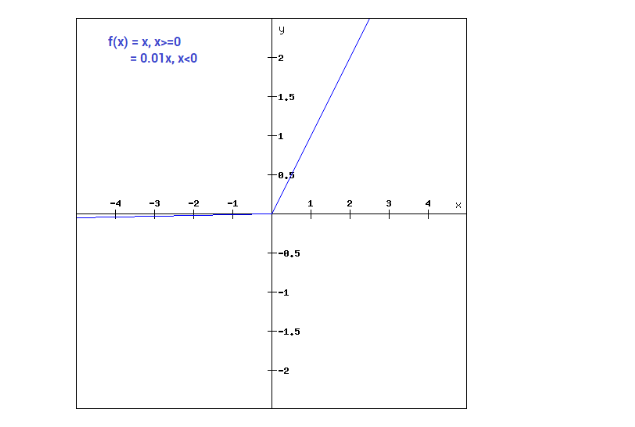 y
f(x) = x, x>=0
= 0.01x, x<0
2
1.5
1
0.5
-4 -3 -2 -1 1 2 3 4 x
-0.5
-1
-1.5
-2